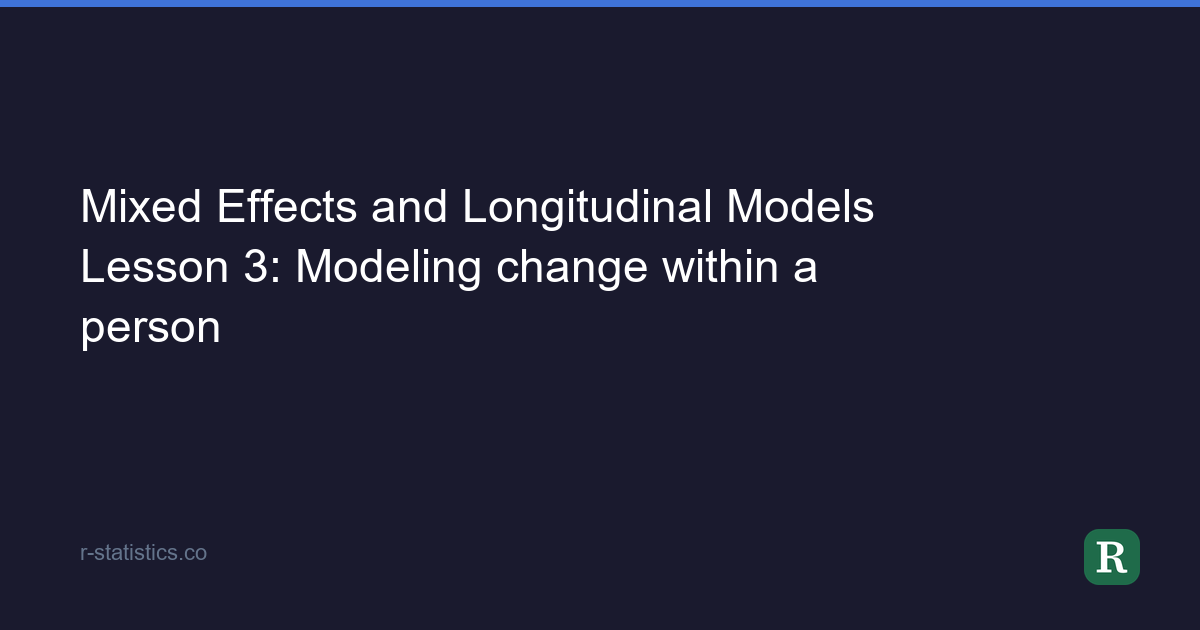 Mixed Effects and Longitudinal Models
Lesson 3: Modeling change within a
person
r-statistics.co
R